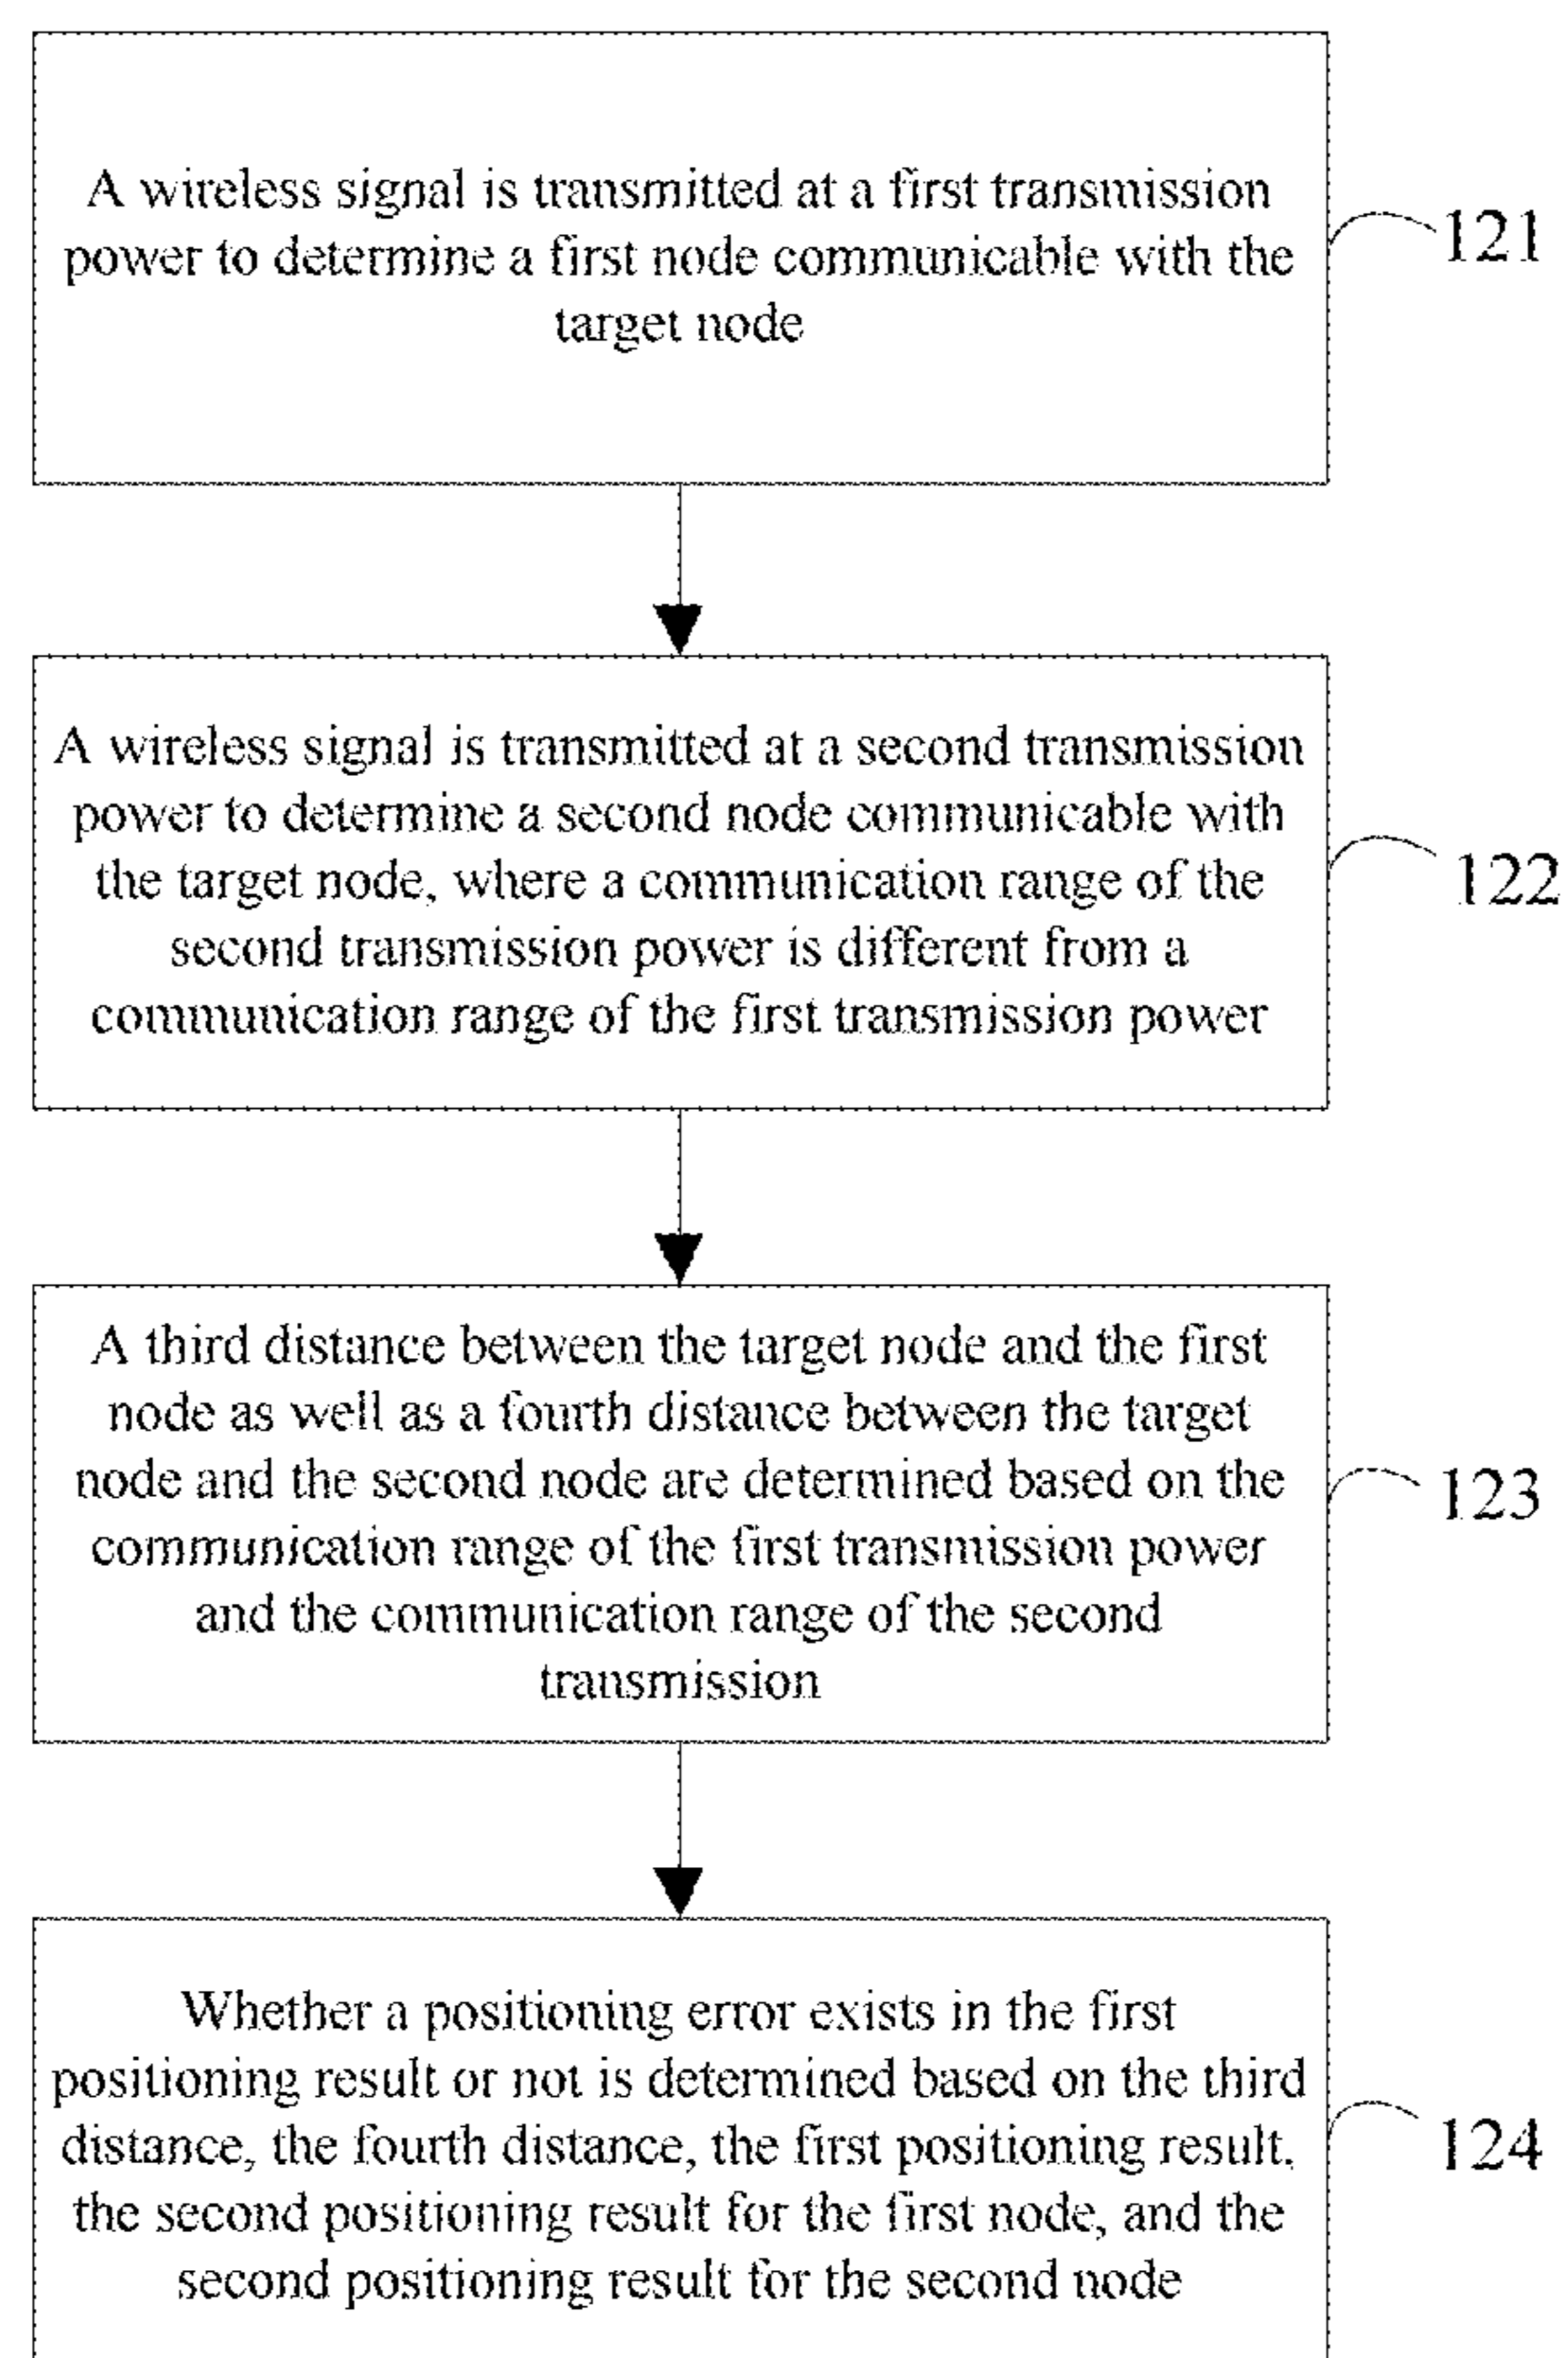 A wireless signal is transmitted at a first transmission
power to determine a first node communicable with the
target node
121
A wireless signal is transmitted at a second transmission
power to determine a second node communicable with
the target node, where a communication range of the
second transmission power is different from a
communication range of the first transmission power
122
A third distance between the target node and the first
node as well as a fourth distance between the target
node and the second node are determined based on the
communication range of the first transmission power
and the communication range of the second
transmission
123
Whether a positioning error exists in the first
positioning result or not is determined based on the third
distance, the fourth distance, the first positioning result,
the second positioning result for the first node, and the
second positioning result for the second node
124